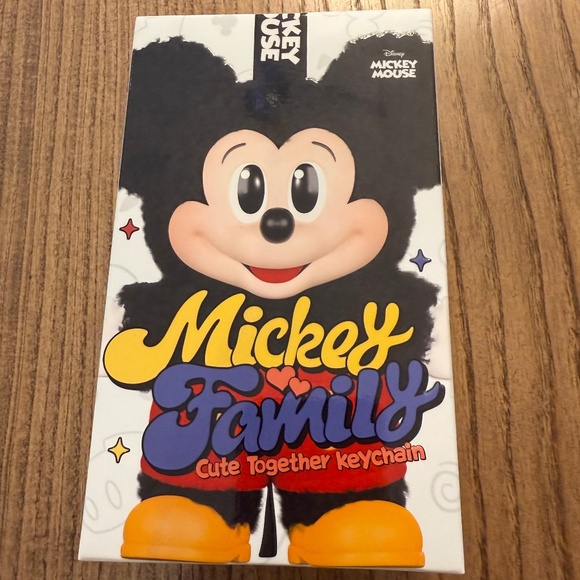 MICKEY
MOUSE
Disney
MICKEY
MOUSE
Mickey
Family
Cute Together Keychain